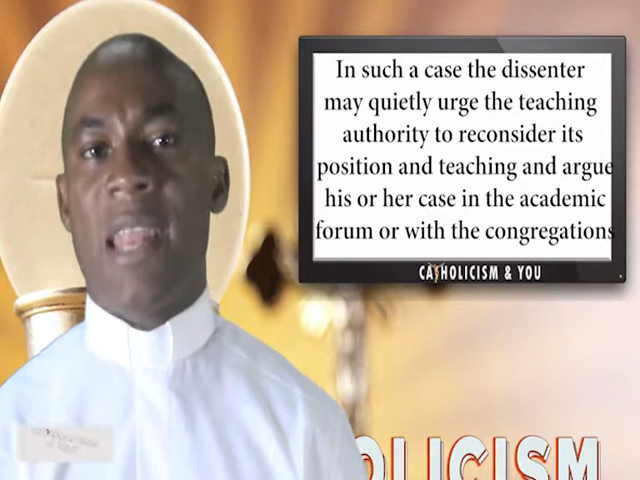 In such a case the dissenter
may quietly urge the teaching
authority to reconsider its
position and teaching and argue
his or her case in the academic
forum or with the congregations
CATHOLICISM & YOU
OLICISM